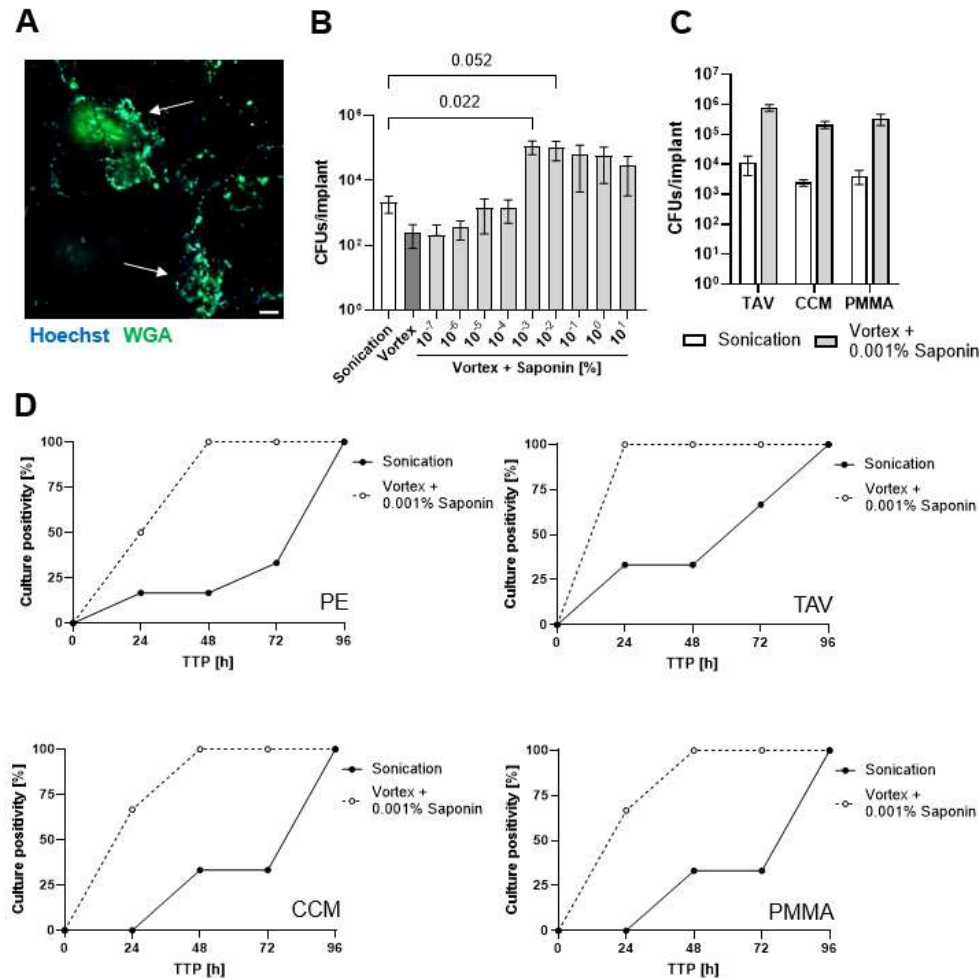 A
Hoechst WGA
B
0.052
0.022
CFUs/implant
10⁶
10⁴
10²
10⁰
Sonication
Vortex
10⁻⁷
10⁻⁶
10⁻⁵
10⁻⁴
10⁻³
10⁻²
10⁻¹
10⁰
10¹
Vortex + Saponin [%]
C
CFUs/implant
10⁷
10⁶
10⁵
10⁴
10³
10²
10¹
10⁰
TAV CCM PMMA
Sonication
Vortex +
0.001% Saponin
D
Culture positivity [%]
100
75
50
25
0
0 24 48 72 96
TTP [h]
Sonication
Vortex +
0.001% Saponin
PE
Culture positivity [%]
100
75
50
25
0
0 24 48 72 96
TTP [h]
Sonication
Vortex +
0.001% Saponin
TAV
Culture positivity [%]
100
75
50
25
0
0 24 48 72 96
TTP [h]
Sonication
Vortex +
0.001% Saponin
CCM
Culture positivity [%]
100
75
50
25
0
0 24 48 72 96
TTP [h]
Sonication
Vortex +
0.001% Saponin
PMMA